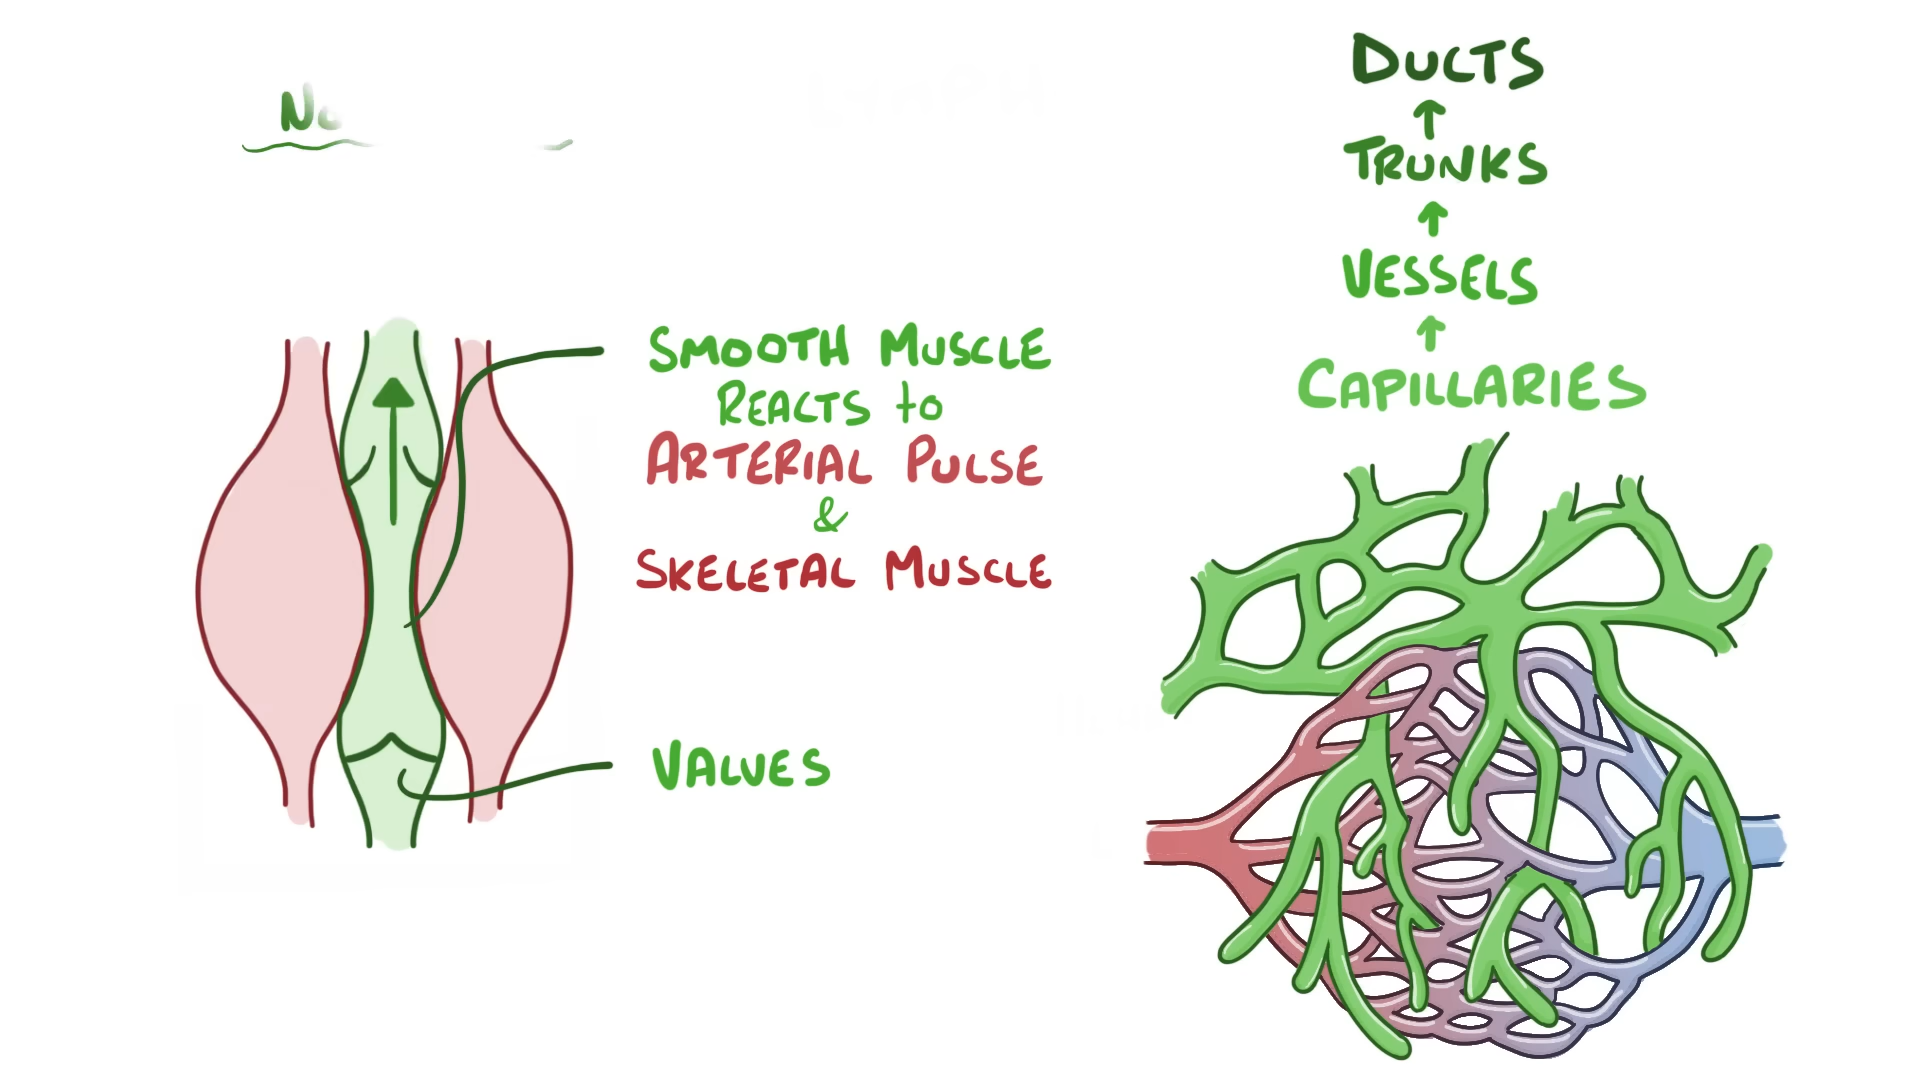 DUCTS
TRUNKS
VESSELS
CAPILLARIES
SMOOTH MUSCLE
REACTS to
ARTERIAL PULSE
&
SKELETAL MUSCLE
VALVES